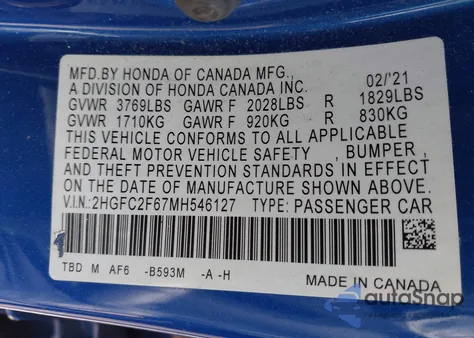 MFD.BY HONDA OF CANADA MFG.,
A DIVISION OF HONDA CANADA INC. 02/'21
GVWR 3769LBS GAWR F 2028LBS R 1829LBS
GVWR 1710KG GAWR F 920KG R 830KG
THIS VEHICLE CONFORMS TO ALL APPLICABLE
FEDERAL MOTOR VEHICLE SAFETY , BUMPER ,
AND THEFT PREVENTION STANDARDS IN EFFECT
ON THE DATE OF MANUFACTURE SHOWN ABOVE.
V.I.N.:2HGFC2F67MH546127 TYPE: PASSENGER CAR
TBD M AF6 -B593M -A -H
MADE IN CANADA
autoSnap